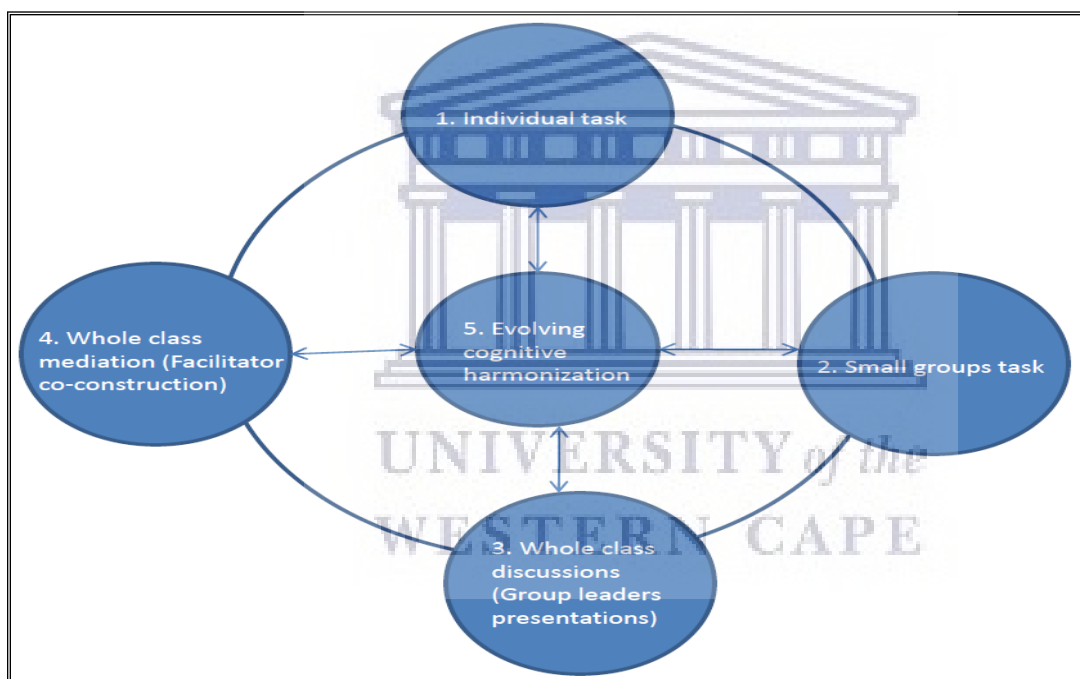 1. Individual task
4. Whole class
mediation (Facilitator
co-construction)
5. Evolving
cognitive
harmonization
2. Small groups task
UNIVERSITY of the
WESTERN CAPE
3. Whole class
discussions
(Group leaders
presentations)